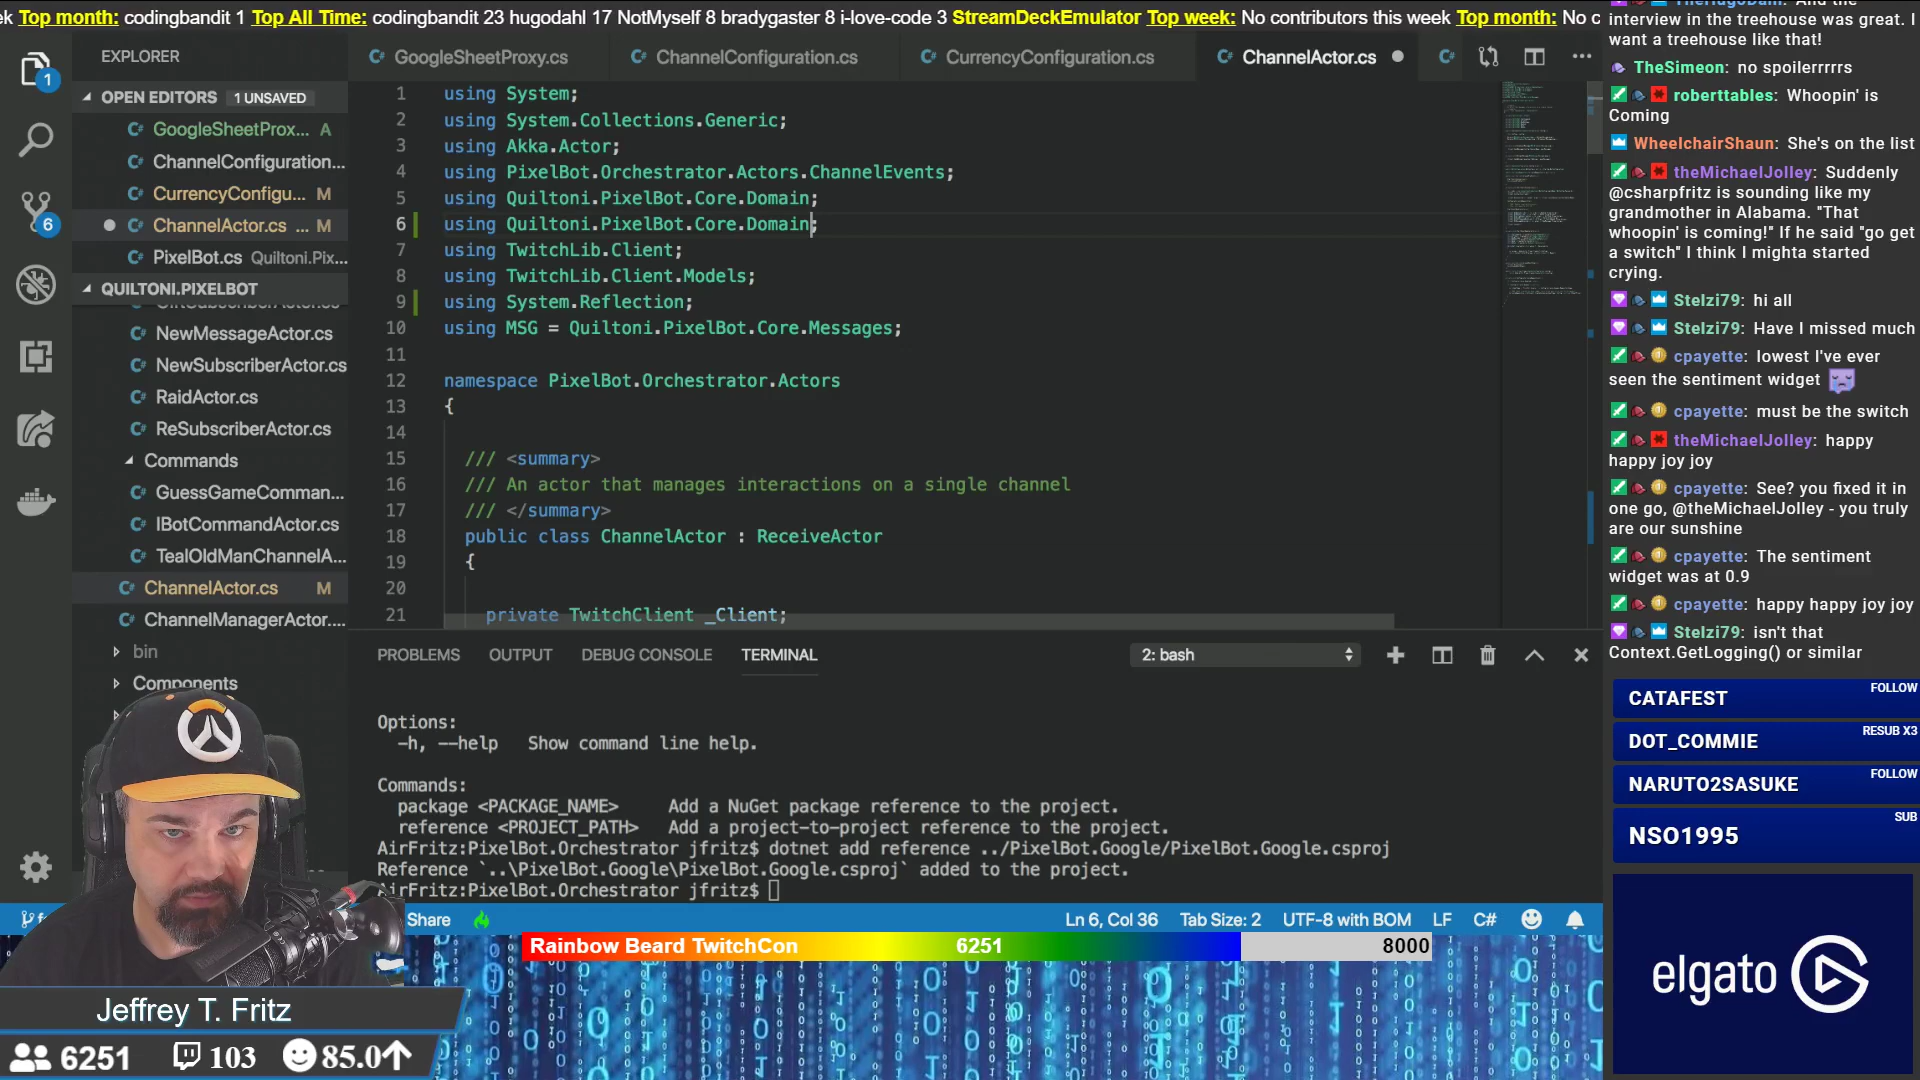 ek Top month: codingbandit 1 Top All Time: codingbandit 23 hugodahl 17 NotMyself 8 bradygaster 8 i-love-code 3 StreamDeckEmulator Top week: No contributors this week Top month: No c
EXPLORER
OPEN EDITORS 1 UNSAVED
GoogleSheetProx... A
ChannelConfiguration...
CurrencyConfigu... M
ChannelActor.cs ... M
PixelBot.cs Quiltoni.Pix...
QUILTONI.PIXELBOT
NewMessageActor.cs
NewSubscriberActor.cs
RaidActor.cs
ReSubscriberActor.cs
Commands
GuessGameComman...
IBotCommandActor.cs
TealOldManChannelA...
ChannelActor.cs M
ChannelManagerActor....
bin
Components
1
6
GoogleSheetProxy.cs
ChannelConfiguration.cs
CurrencyConfiguration.cs
ChannelActor.cs
1 using System;
2 using System.Collections.Generic;
3 using Akka.Actor;
4 using PixelBot.Orchestrator.Actors.ChannelEvents;
5 using Quiltoni.PixelBot.Core.Domain;
6 using Quiltoni.PixelBot.Core.Domain;
7 using TwitchLib.Client;
8 using TwitchLib.Client.Models;
9 using System.Reflection;
10 using MSG = Quiltoni.PixelBot.Core.Messages;
11
12 namespace PixelBot.Orchestrator.Actors
13 {
14
15 /// <summary>
16 /// An actor that manages interactions on a single channel
17 /// </summary>
18 public class ChannelActor : ReceiveActor
19 {
20
21 private TwitchClient _Client;
PROBLEMS OUTPUT DEBUG CONSOLE TERMINAL
2: bash
Options:
-h, --help Show command line help.
Commands:
package <PACKAGE_NAME> Add a NuGet package reference to the project.
reference <PROJECT_PATH> Add a project-to-project reference to the project.
AirFritz:PixelBot.Orchestrator jfritz$ dotnet add reference ../PixelBot.Google/PixelBot.Google.csproj
Reference `..\PixelBot.Google\PixelBot.Google.csproj` added to the project.
AirFritz:PixelBot.Orchestrator jfritz$
Share
Ln 6, Col 36 Tab Size: 2 UTF-8 with BOM LF C#
Rainbow Beard TwitchCon 6251 8000
Jeffrey T. Fritz
6251 103 85.0
TheHugoDahl: And the
interview in the treehouse was great. I
want a treehouse like that!
TheSimeon: no spoilerrrrrs
roberttables: Whoopin' is
Coming
WheelchairShaun: She's on the list
theMichaelJolley: Suddenly
@csharpfritz is sounding like my
grandmother in Alabama. "That
whoopin' is coming!" If he said "go get
a switch" I think I mighta started
crying.
Stelzi79: hi all
Stelzi79: Have I missed much
cpayette: lowest I've ever
seen the sentiment widget
cpayette: must be the switch
theMichaelJolley: happy
happy joy joy
cpayette: See? you fixed it in
one go, @theMichaelJolley - you truly
are our sunshine
cpayette: The sentiment
widget was at 0.9
cpayette: happy happy joy joy
Stelzi79: isn't that
Context.GetLogging() or similar
CATAFEST FOLLOW
DOT_COMMIE RESUB X3
NARUTO2SASUKE FOLLOW
NSO1995 SUB
elgato